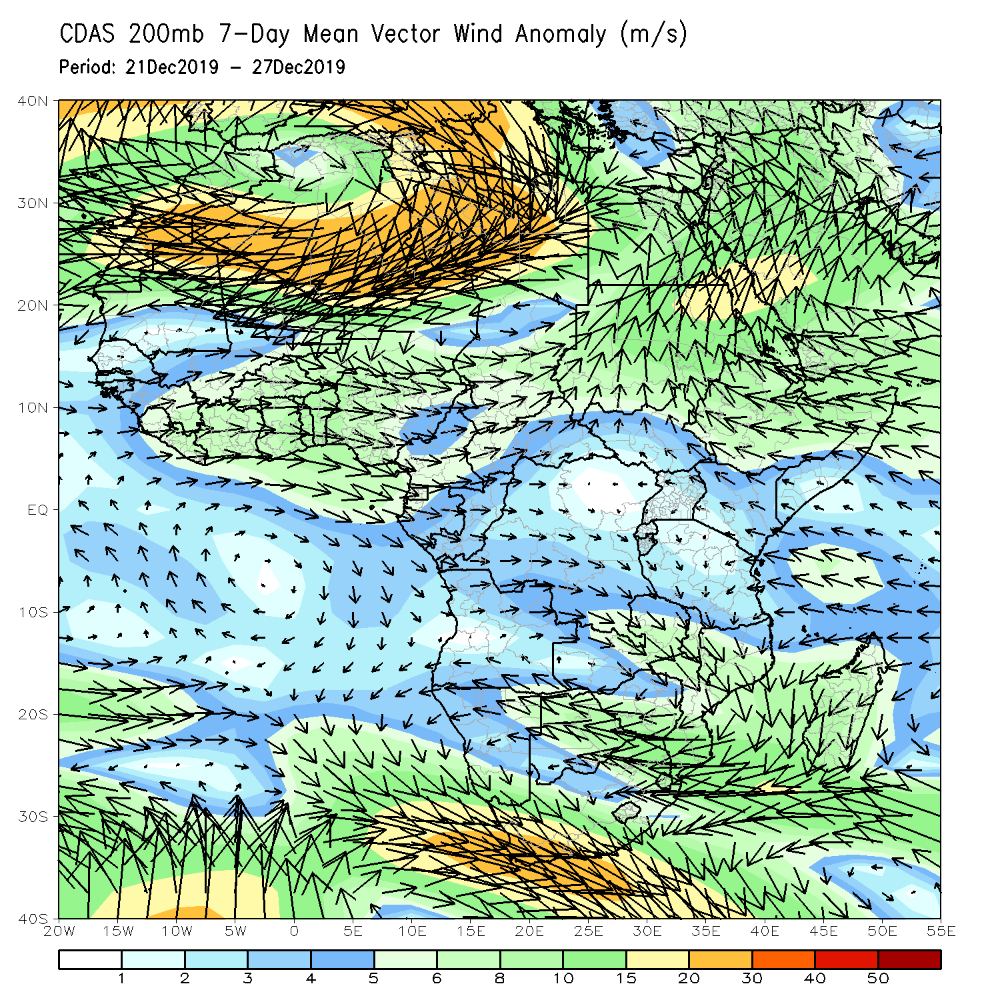 CDAS 200mb 7-Day Mean Vector Wind Anomaly (m/s)
Period: 21Dec2019 - 27Dec2019
40N
30N
20N
10N
EQ
10S
20S
30S
40S
20W 15W 10W 5W 0 5E 10E 15E 20E 25E 30E 35E 40E 45E 50E 55E
1 2 3 4 5 6 8 10 15 20 30 40 50